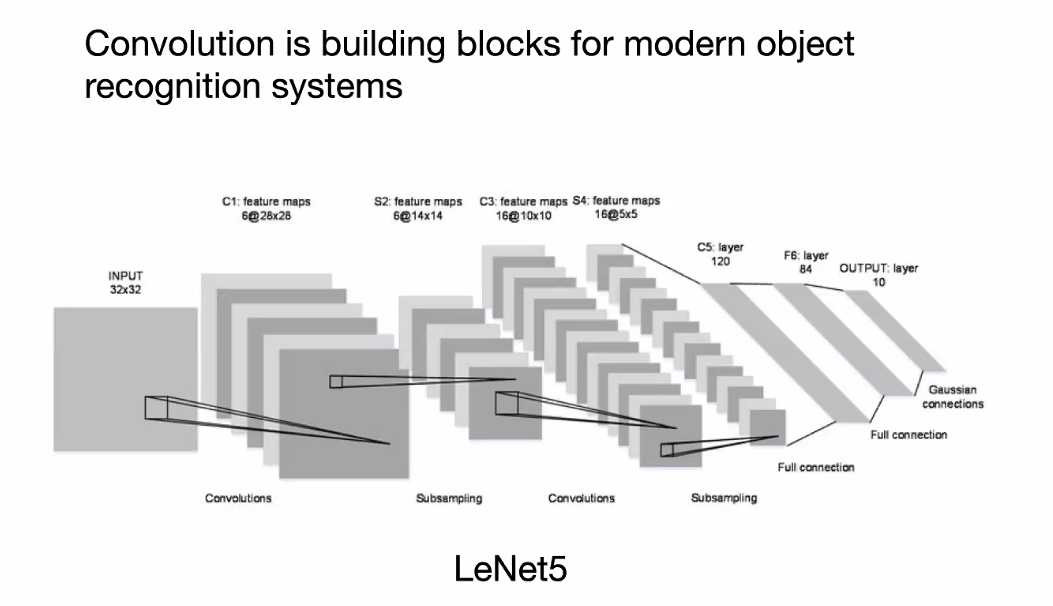 Convolution is building blocks for modern object
recognition systems
C1: feature maps
6@28x28
S2: feature maps
6@14x14
C3: feature maps
16@10x10
S4: feature maps
16@5x5
C5: layer
120
F6: layer
84
OUTPUT: layer
10
INPUT
32x32
Gaussian
connections
Full connection
Full connection
Convolutions
Subsampling
Convolutions
Subsampling
LeNet5